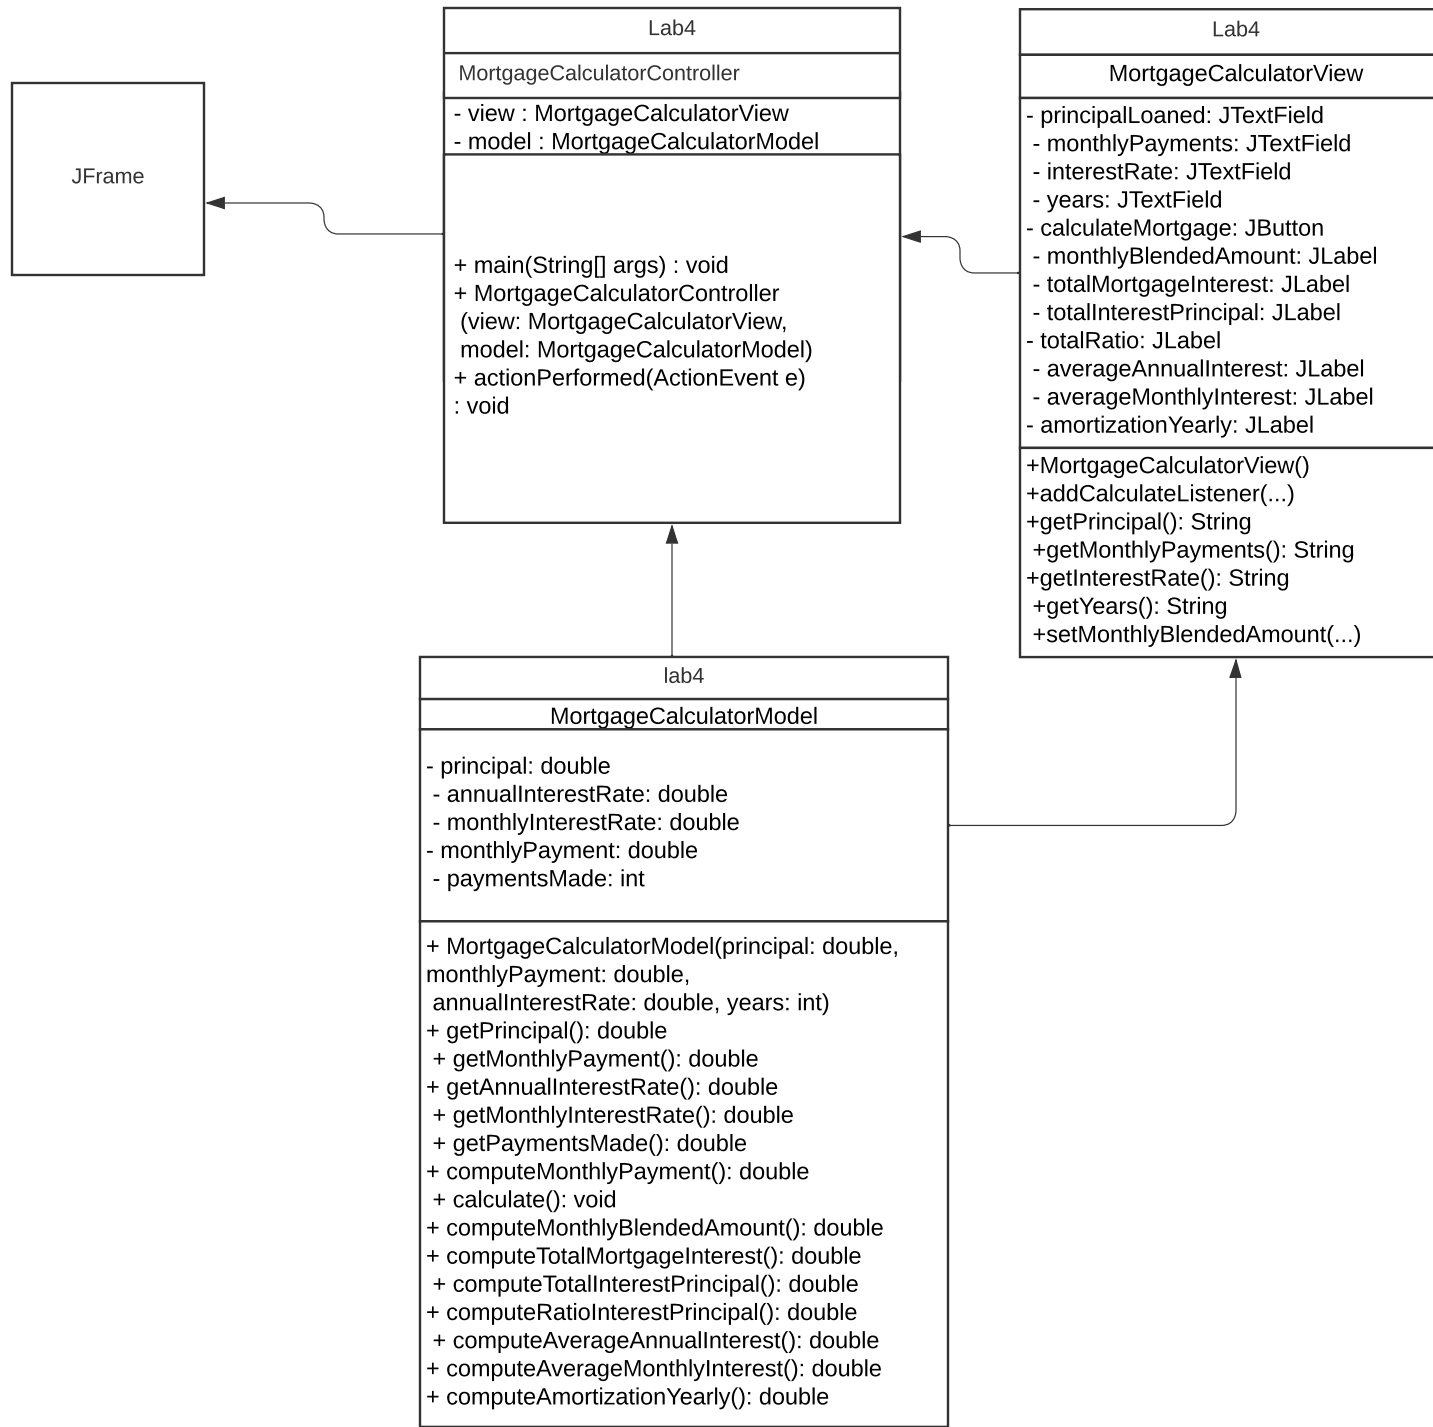 JFrame
Lab4
MortgageCalculatorController
- view : MortgageCalculatorView
- model : MortgageCalculatorModel
+ main(String[] args) : void
+ MortgageCalculatorController
(view: MortgageCalculatorView,
model: MortgageCalculatorModel)
+ actionPerformed(ActionEvent e)
: void
Lab4
MortgageCalculatorView
- principalLoaned: JTextField
- monthlyPayments: JTextField
- interestRate: JTextField
- years: JTextField
- calculateMortgage: JButton
- monthlyBlendedAmount: JLabel
- totalMortgageInterest: JLabel
- totalInterestPrincipal: JLabel
- totalRatio: JLabel
- averageAnnualInterest: JLabel
- averageMonthlyInterest: JLabel
- amortizationYearly: JLabel
+MortgageCalculatorView()
+addCalculateListener(...)
+getPrincipal(): String
+getMonthlyPayments(): String
+getInterestRate(): String
+getYears(): String
+setMonthlyBlendedAmount(...)
lab4
MortgageCalculatorModel
- principal: double
- annualInterestRate: double
- monthlyInterestRate: double
- monthlyPayment: double
- paymentsMade: int
+ MortgageCalculatorModel(principal: double,
monthlyPayment: double,
annualInterestRate: double, years: int)
+ getPrincipal(): double
+ getMonthlyPayment(): double
+ getAnnualInterestRate(): double
+ getMonthlyInterestRate(): double
+ getPaymentsMade(): double
+ computeMonthlyPayment(): double
+ calculate(): void
+ computeMonthlyBlendedAmount(): double
+ computeTotalMortgageInterest(): double
+ computeTotalInterestPrincipal(): double
+ computeRatioInterestPrincipal(): double
+ computeAverageAnnualInterest(): double
+ computeAverageMonthlyInterest(): double
+ computeAmortizationYearly(): double